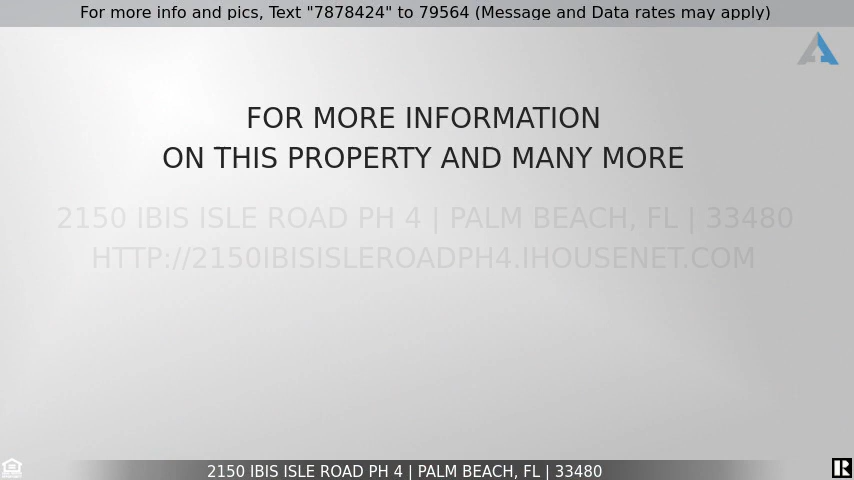 For more info and pics, Text "7878424" to 79564 (Message and Data rates may apply)
FOR MORE INFORMATION
ON THIS PROPERTY AND MANY MORE
2150 IBIS ISLE ROAD PH 4 | PALM BEACH, FL | 33480
HTTP://2150IBISISLEROADPH4.IHOUSENET.COM
2150 IBIS ISLE ROAD PH 4 | PALM BEACH, FL | 33480